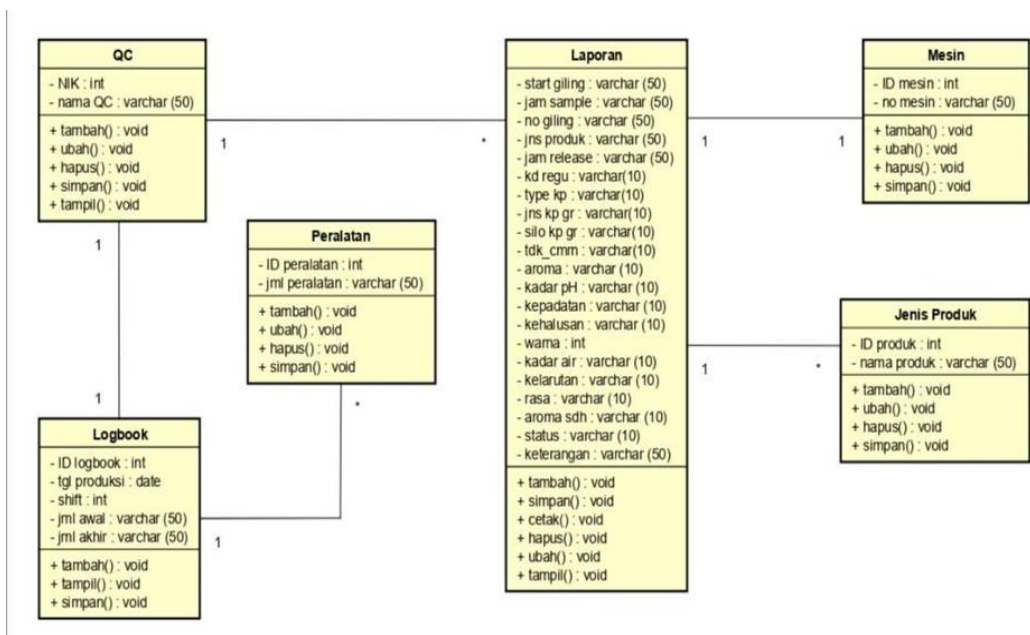 QC
- NIK : int
- nama QC : varchar (50)
+ tambah() : void
+ ubah() : void
+ hapus() : void
+ simpan() : void
+ tampil() : void
1
*
1
Laporan
- start giling : varchar (50)
- jam sample : varchar (50)
- no giling : varchar (50)
- jns produk : varchar (50)
- jam release : varchar (50)
- kd regu : varchar(10)
- type kp : varchar(10)
- jns kp gr : varchar(10)
- silo kp gr : varchar(10)
- tdk_cmm : varchar(10)
- aroma : varchar (10)
- kadar pH : varchar (10)
- kepadatan : varchar (10)
- kehalusan : varchar (10)
- warna : int
- kadar air : varchar (10)
- kelarutan : varchar (10)
- rasa : varchar (10)
- aroma sdh : varchar (10)
- status : varchar (10)
- keterangan : varchar (50)
+ tambah() : void
+ simpan() : void
+ cetak() : void
+ hapus() : void
+ ubah() : void
+ tampil() : void
1
1
Mesin
- ID mesin : int
- no mesin : varchar (50)
+ tambah() : void
+ ubah() : void
+ hapus() : void
+ simpan() : void
1
*
Jenis Produk
- ID produk : int
- nama produk : varchar (50)
+ tambah() : void
+ ubah() : void
+ hapus() : void
+ simpan() : void
Peralatan
- ID peralatan : int
- jml peralatan : varchar (50)
+ tambah() : void
+ ubah() : void
+ hapus() : void
+ simpan() : void
*
1
1
Logbook
- ID logbook : int
- tgl produksi : date
- shift : int
- jml awal : varchar (50)
- jml akhir : varchar (50)
+ tambah() : void
+ tampil() : void
+ simpan() : void